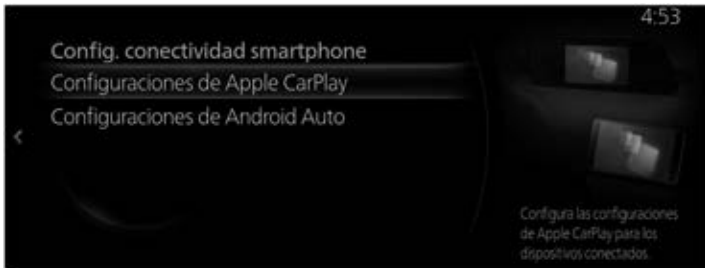 4:53
Config. conectividad smartphone
Configuraciones de Apple CarPlay
Configuraciones de Android Auto
Configura las configuraciones
de Apple CarPlay para los
dispositivos conectados.